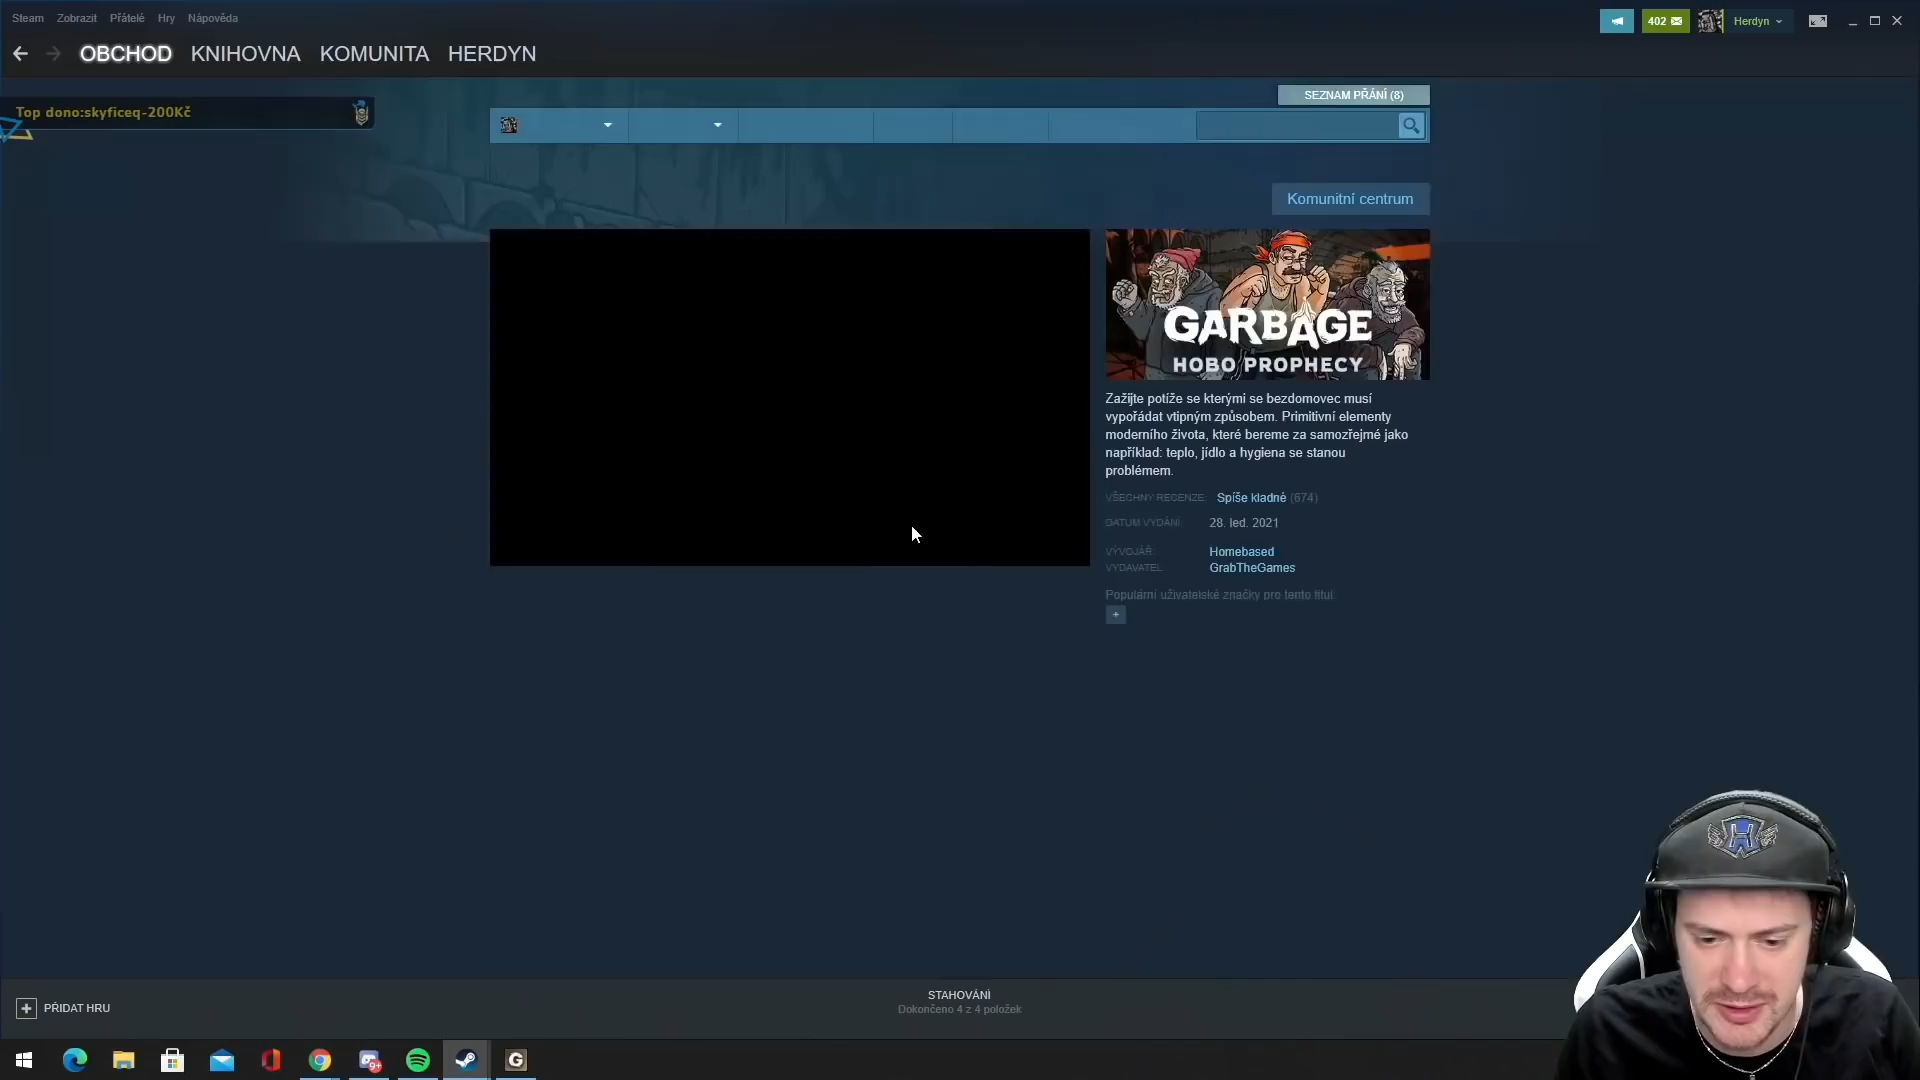 Steam Zobrazit Přátelé Hry Nápověda
402
Herdyn
OBCHOD KNIHOVNA KOMUNITA HERDYN
Top dono:skyficeq-200Kč
SEZNAM PŘÁNÍ (8)
Komunitní centrum
GARBAGE
HOBO PROPHECY
Zažijte potíže se kterými se bezdomovec musí
vypořádat vtipným způsobem. Primitivní elementy
moderního života, které bereme za samozřejmé jako
například: teplo, jídlo a hygiena se stanou
problémem.
VŠECHNY RECENZE: Spíše kladné (674)
DATUM VYDÁNÍ: 28. led. 2021
VÝVOJÁŘ: Homebased
VYDAVATEL: GrabTheGames
Populární uživatelské značky pro tento titul:
+
STAHOVÁNÍ
Dokončeno 4 z 4 položek
+ PŘIDAT HRU
9+
G
H